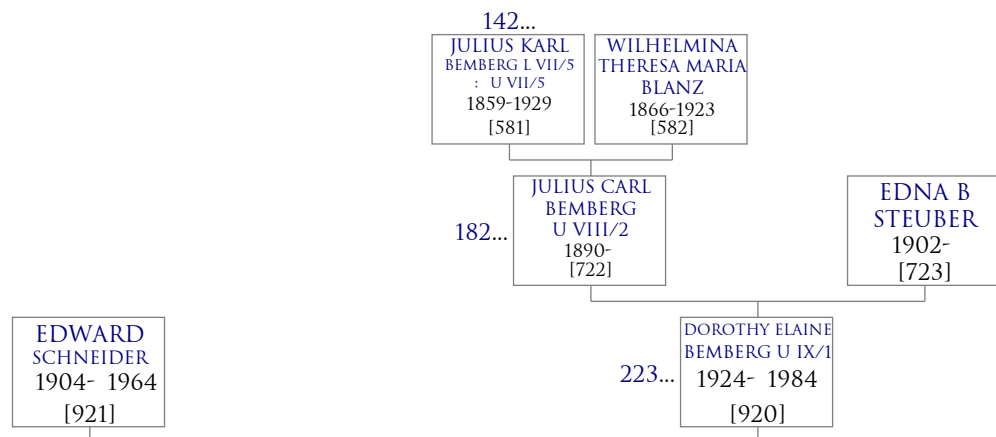 142...
JULIUS KARL
BEMBERG L VII/5
: U VII/5
1859-1929
[581]
WILHELMINA
THERESA MARIA
BLANZ
1866-1923
[582]
JULIUS CARL
BEMBERG
U VIII/2
1890-
[722]
182...
EDNA B
STEUBER
1902-
[723]
EDWARD
SCHNEIDER
1904- 1964
[921]
DOROTHY ELAINE
BEMBERG U IX/1
1924- 1984
[920]
223...